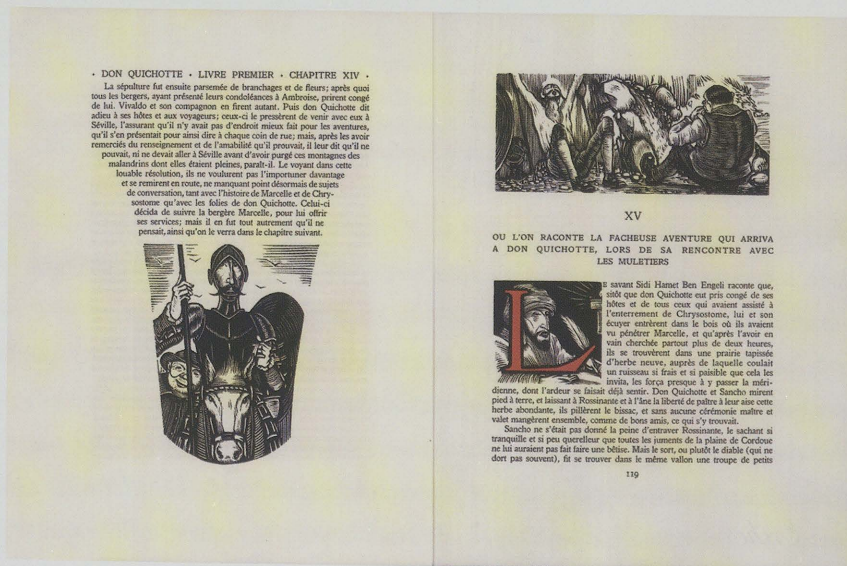 · DON QUICHOTTE · LIVRE PREMIER · CHAPITRE XIV ·
La sépulture fut ensuite parsemée de branchages et de fleurs; après quoi
tous les bergers, ayant présenté leurs condoléances à Ambroise, prirent congé
de lui. Vivaldo et son compagnon en firent autant. Puis don Quichotte dit
adieu à ses hôtes et aux voyageurs; ceux-ci le pressèrent de venir avec eux à
Séville, l'assurant qu'il n'y avait pas d'endroit mieux fait pour les aventures,
qu'il s'en présentait pour ainsi dire à chaque coin de rue; mais, après les avoir
remerciés du renseignement et de l'amabilité qu'il prouvait, il leur dit qu'il ne
pouvait, ni ne devait aller à Séville avant d'avoir purgé ces montagnes des
malandrins dont elles étaient pleines, paraît-il. Le voyant dans cette
louable résolution, ils ne voulurent pas l'importuner davantage
et se remirent en route, ne manquant point désormais de sujets
de conversation, tant avec l'histoire de Marcelle et de Chry-
sostome qu'avec les folies de don Quichotte. Celui-ci
décida de suivre la bergère Marcelle, pour lui offrir
ses services; mais il en fut tout autrement qu'il ne
pensait, ainsi qu'on le verra dans le chapitre suivant.
XV
OU L'ON RACONTE LA FACHEUSE AVENTURE QUI ARRIVA
A DON QUICHOTTE, LORS DE SA RENCONTRE AVEC
LES MULETIERS
LE savant Sidi Hamet Ben Engeli raconte que,
sitôt que don Quichotte eut pris congé de ses
hôtes et de tous ceux qui avaient assisté à
l'enterrement de Chrysostome, lui et son
écuyer entrèrent dans le bois où ils avaient
vu pénétrer Marcelle, et qu'après l'avoir en
vain cherchée partout plus de deux heures,
ils se trouvèrent dans une prairie tapissée
d'herbe neuve, auprès de laquelle coulait
un ruisseau si frais et si paisible que cela les
invita, les força presque à y passer la méri-
dienne, dont l'ardeur se faisait déjà sentir. Don Quichotte et Sancho mirent
pied à terre, et laissant à Rossinante et à l'âne la liberté de paître à leur aise cette
herbe abondante, ils pillèrent le bissac, et sans aucune cérémonie maître et
valet mangèrent ensemble, comme de bons amis, ce qui s'y trouvait.
Sancho ne s'était pas donné la peine d'entraver Rossinante, le sachant si
tranquille et si peu querelleur que toutes les juments de la plaine de Cordoue
ne lui auraient pas fait faire une bêtise. Mais le sort, ou plutôt le diable (qui ne
dort pas souvent), fit se trouver dans le même vallon une troupe de petits
119